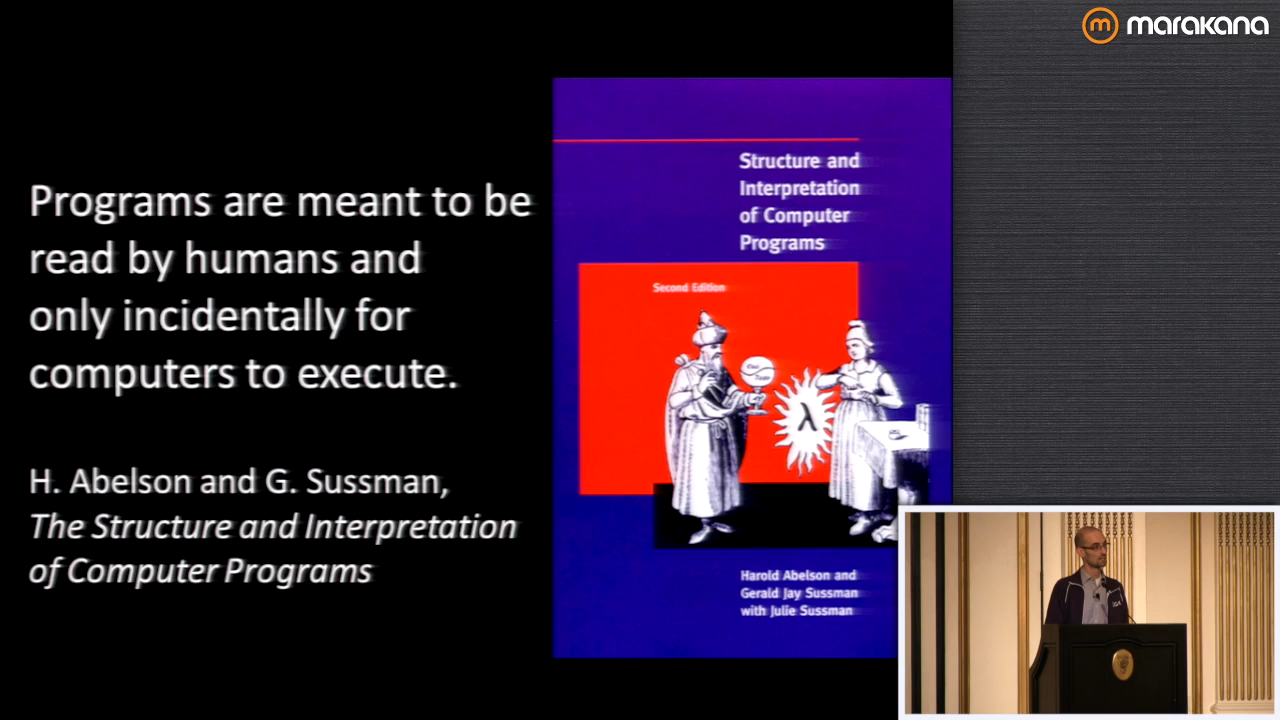 marakana
Programs are meant to be
read by humans and
only incidentally for
computers to execute.
H. Abelson and G. Sussman,
The Structure and Interpretation
of Computer Programs
Structure and
Interpretation
of Computer
Programs
Second Edition
λ
Harold Abelson and
Gerald Jay Sussman
with Julie Sussman